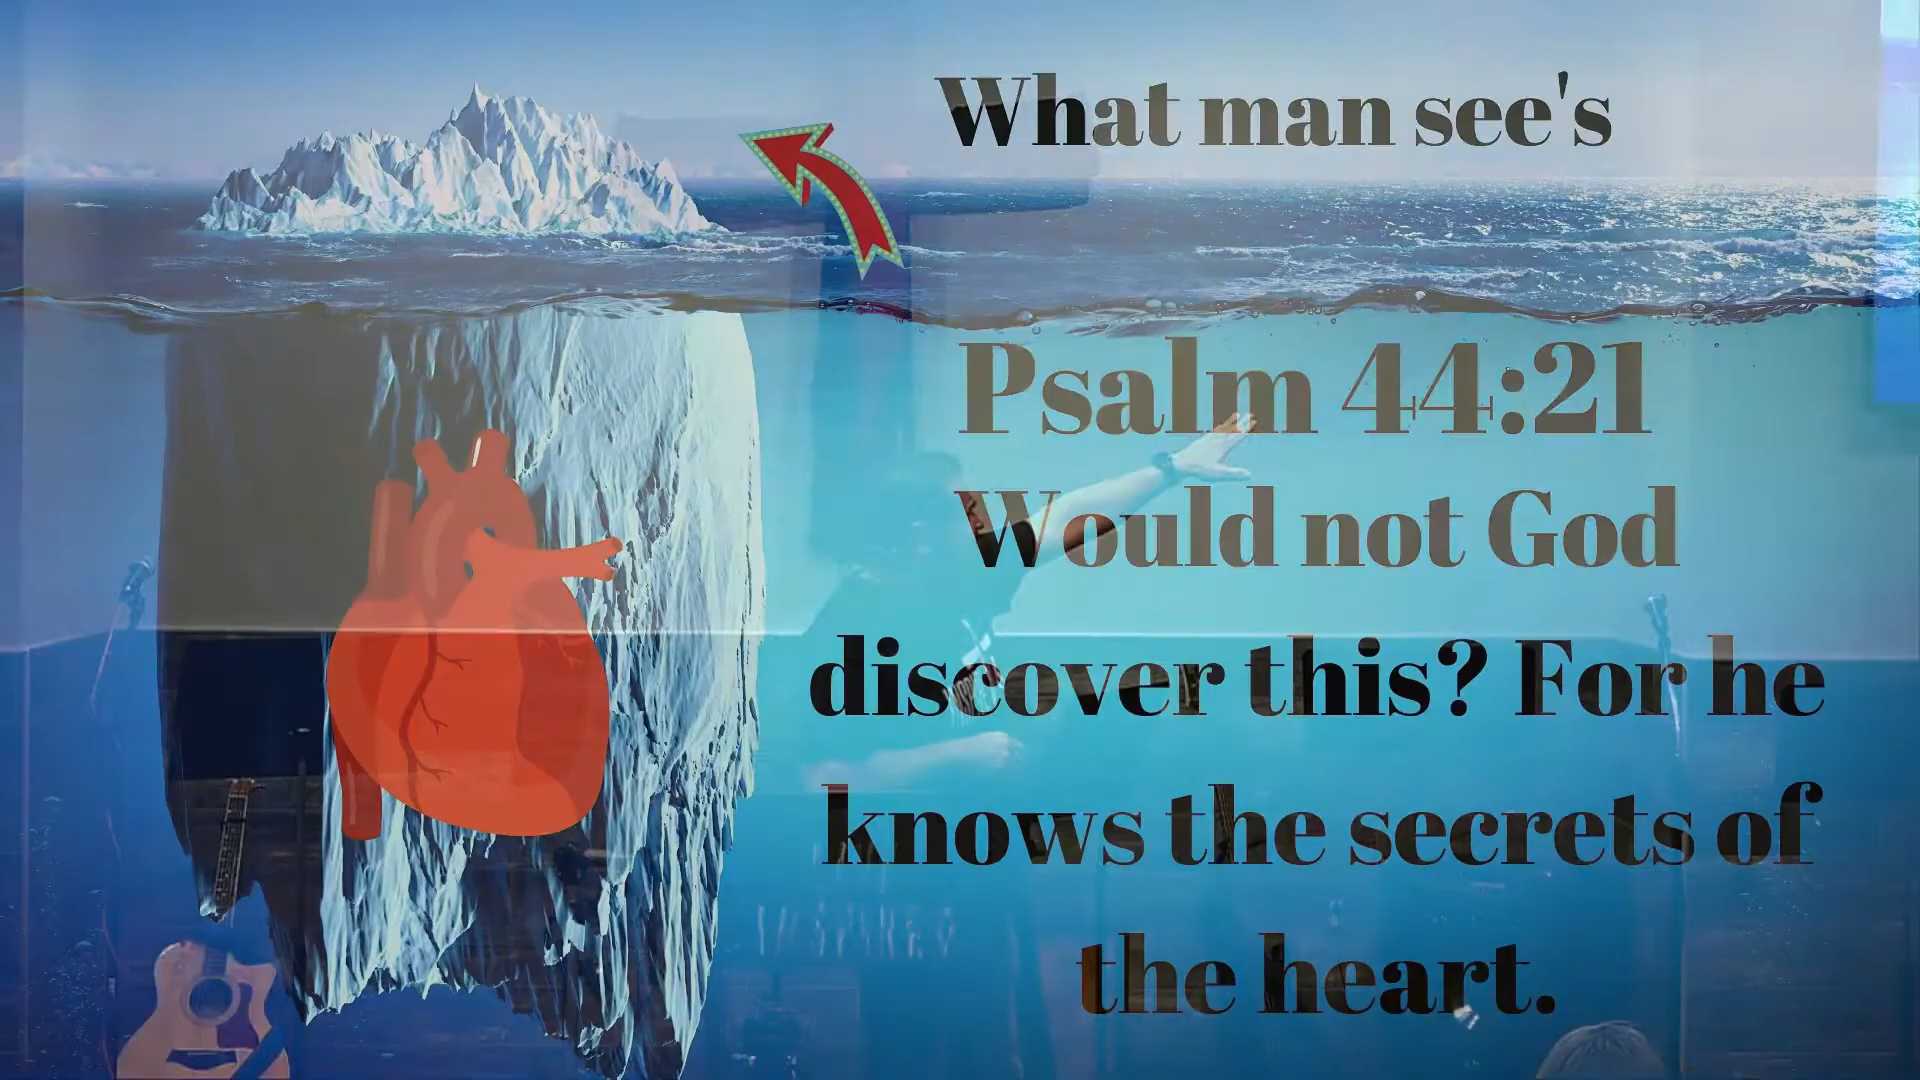 What man see's
Psalm 44:21
Would not God
discover this? For he
knows the secrets of
the heart.